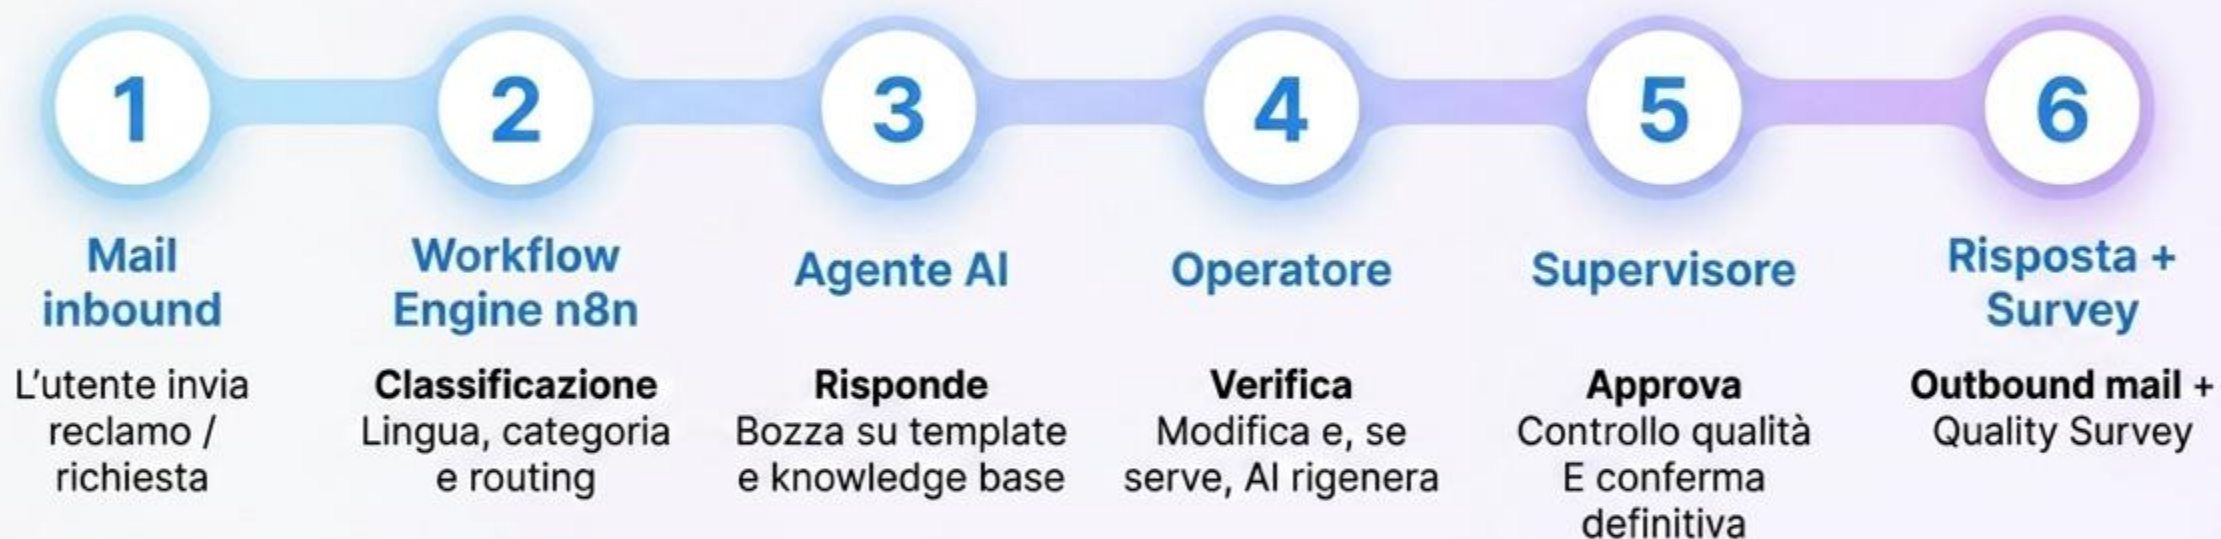 1
2
3
4
5
6
Mail
inbound
L'utente invia
reclamo /
richiesta
Workflow
Engine n8n
Classificazione
Lingua, categoria
e routing
Agente AI
Risponde
Bozza su template
e knowledge base
Operatore
Verifica
Modifica e, se
serve, AI rigenera
Supervisore
Approva
Controllo qualità
E conferma
definitiva
Risposta +
Survey
Outbound mail +
Quality Survey